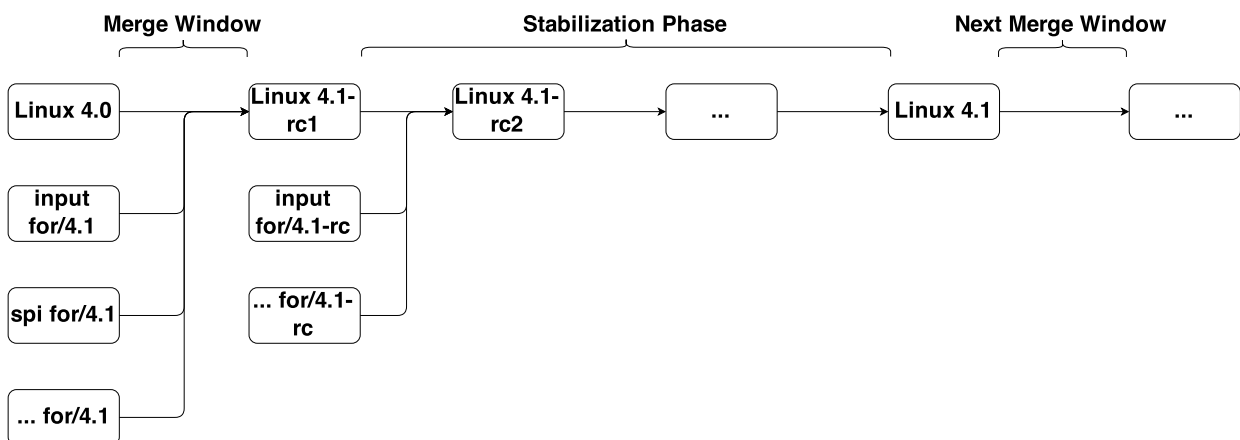 Merge Window
Stabilization Phase
Next Merge Window
Linux 4.0
Linux 4.1-
rc1
Linux 4.1-
rc2
...
Linux 4.1
...
input
for/4.1
input
for/4.1-rc
spi for/4.1
... for/4.1-
rc
... for/4.1